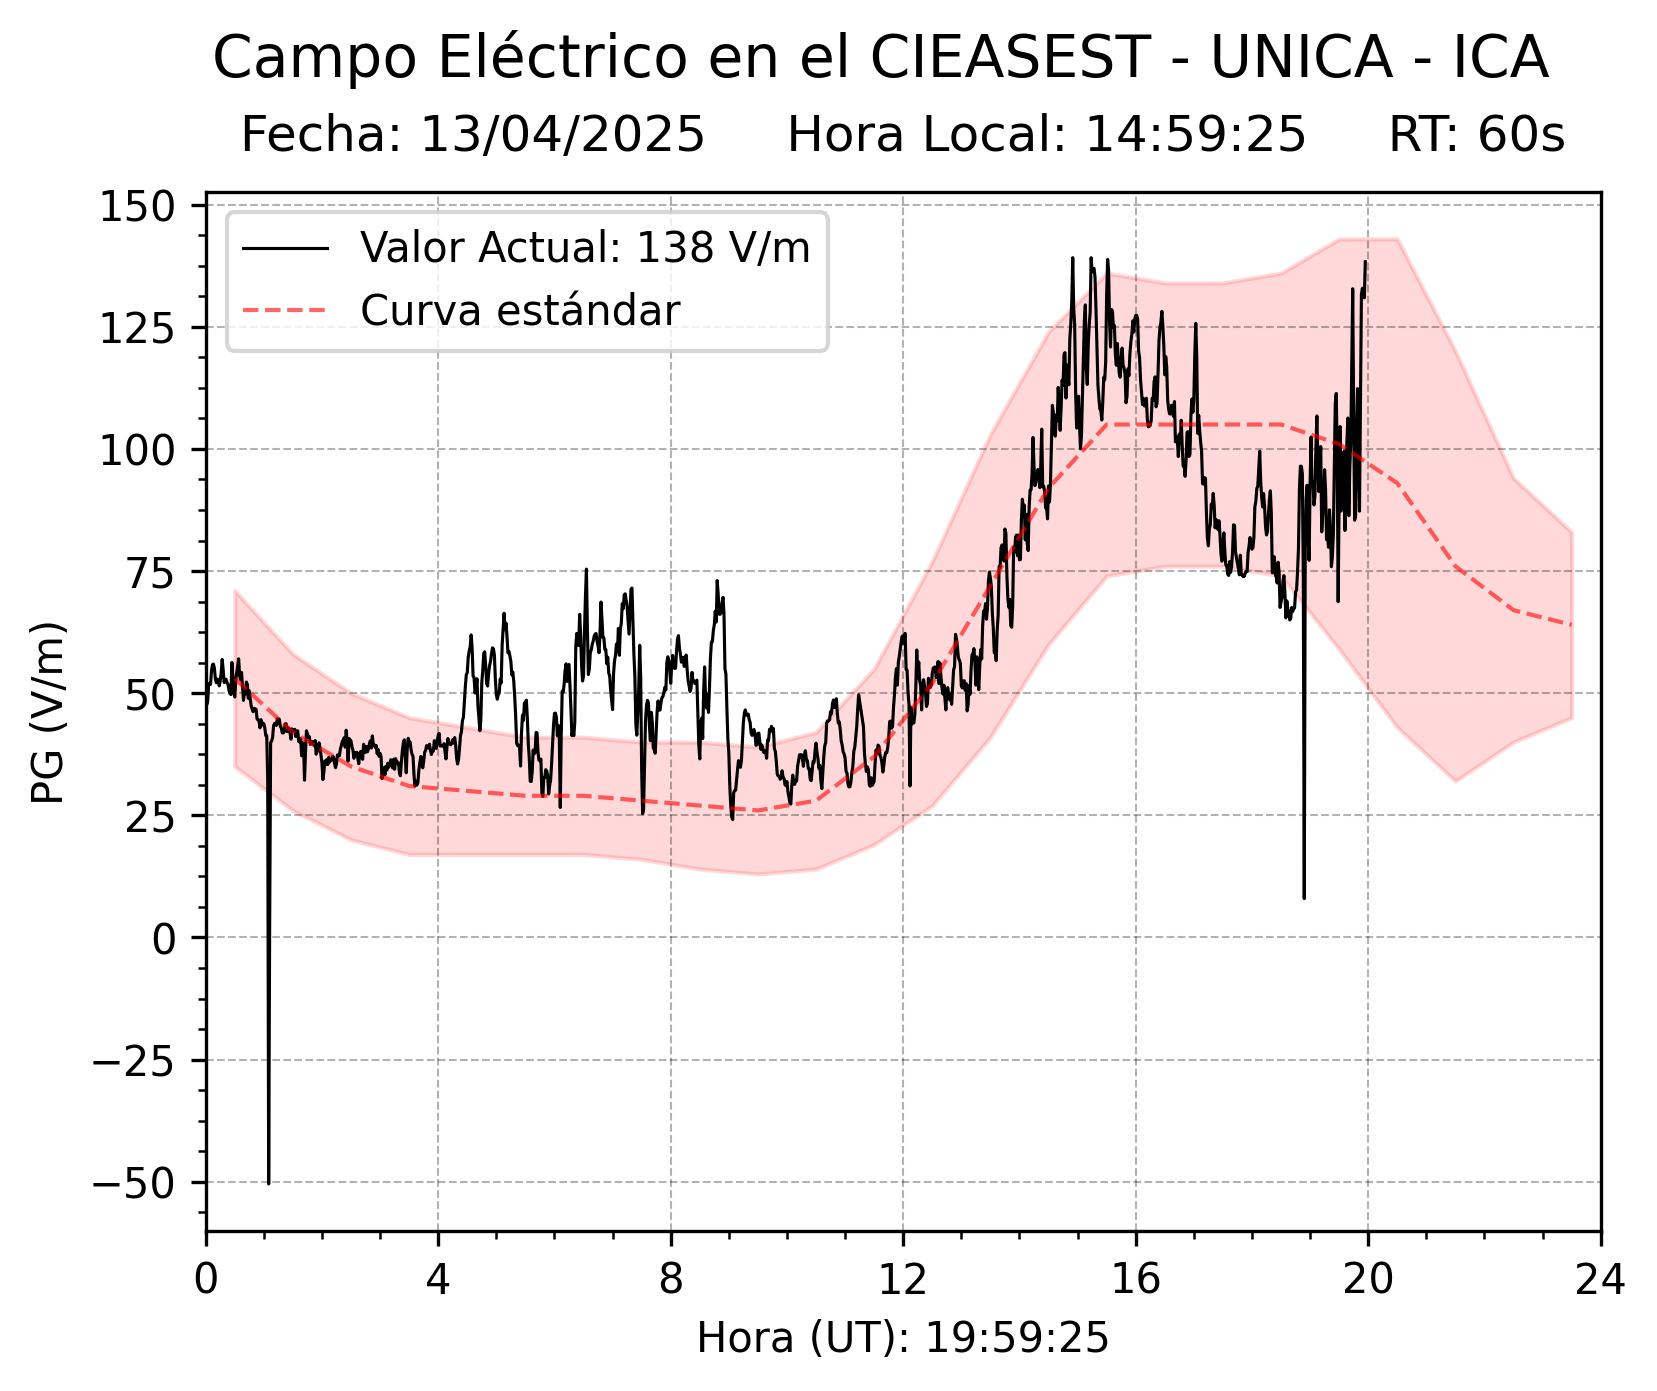 Campo Eléctrico en el CIEASEST - UNICA - ICA
Fecha: 13/04/2025 Hora Local: 14:59:25 RT: 60s
Valor Actual: 138 V/m
Curva estándar
150
125
100
75
50
25
0
−25
−50
PG (V/m)
0 4 8 12 16 20 24
Hora (UT): 19:59:25